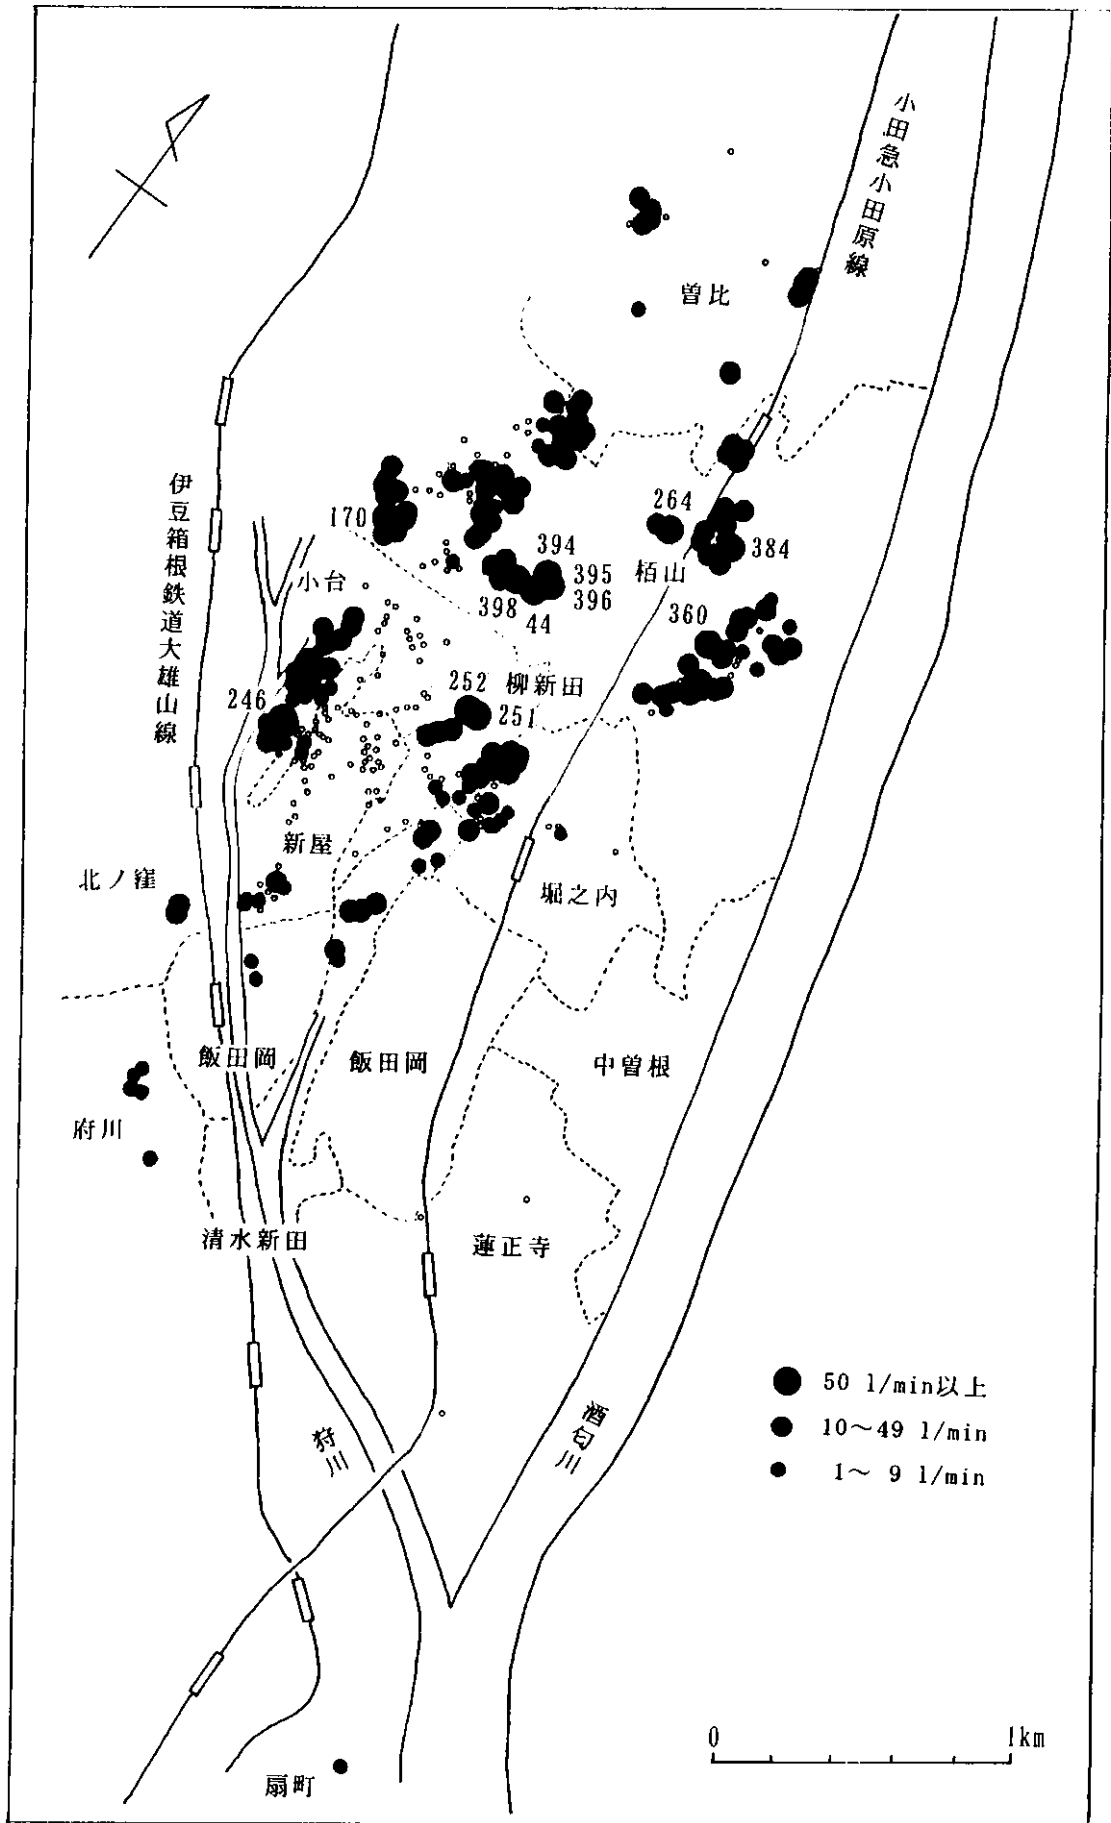 小田急小田原線
曽比
伊豆箱根鉄道大雄山線
170
264
394
384
小台
395
栢山
398
396
44
360
252
柳新田
246
251
新屋
北ノ窪
堀之内
飯田岡
飯田岡
中曽根
府川
清水新田
蓮正寺
50 l/min以上
狩川
酒匂川
10～49 l/min
1～ 9 l/min
0
1km
扇町